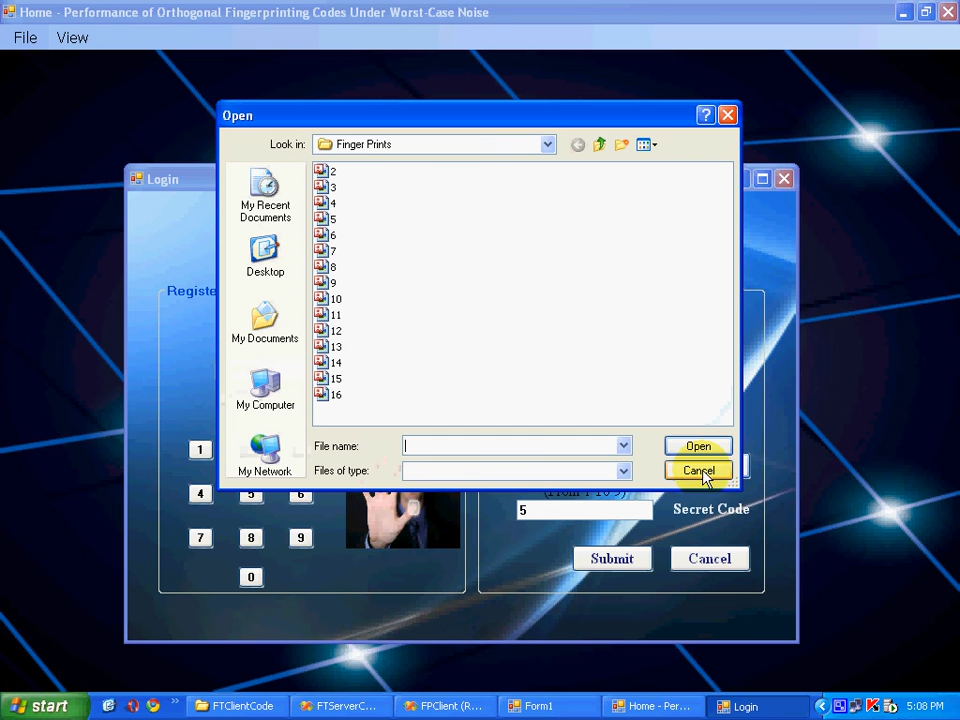 Home - Performance of Orthogonal Fingerprinting Codes Under Worst-Case Noise
File View
Open
Look in: Finger Prints
Login
My Recent Documents
Desktop
My Documents
My Computer
My Network
2
3
4
5
6
7
8
9
10
11
12
13
14
15
16
File name: Open
Files of type: Cancel
Registe
1
4 5 6
7 8 9
0
5 Secret Code
Submit Cancel
start FTClientCode FTServerC... FPClient (R... Form1 Home - Per... Login 5:08 PM